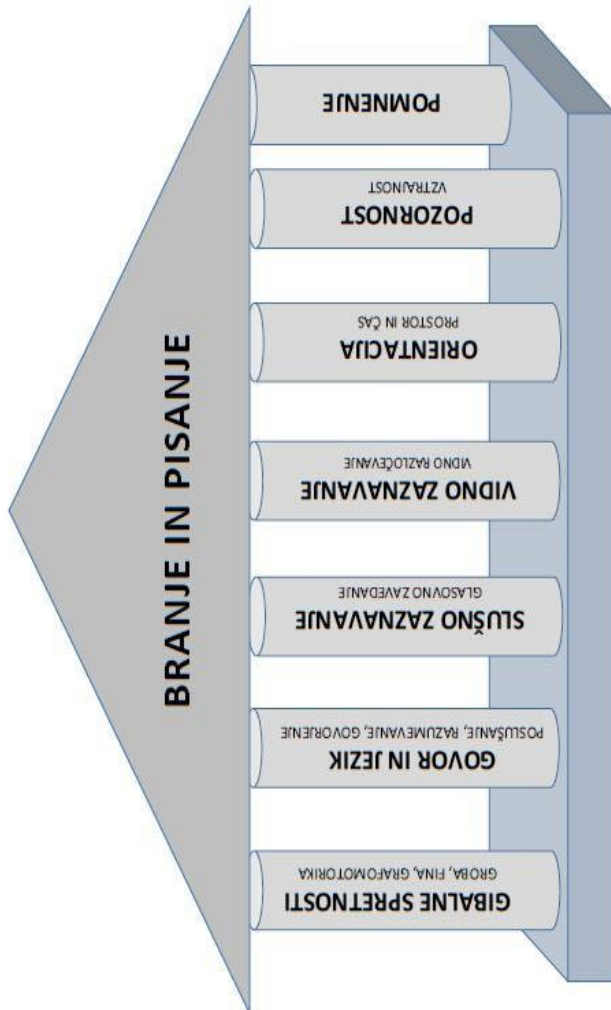 BRANJE IN PISANJE
GIBALNE SPRETNOSTI
GROBA, FINA, GRAFOMOTORIKA
GOVOR IN JEZIK
POSLUŠANJE, RAZUMEVANJE, GOVORJENJE
SLUŠNO ZAZNAVANJE
GLASOVNO ZAVEDANJE
VIDNO ZAZNAVANJE
VIDNO RAZLOČEVANJE
ORIENTACIJA
PROSTOR IN ČAS
POZORNOST
VZTRAJNOST
POMNENJE